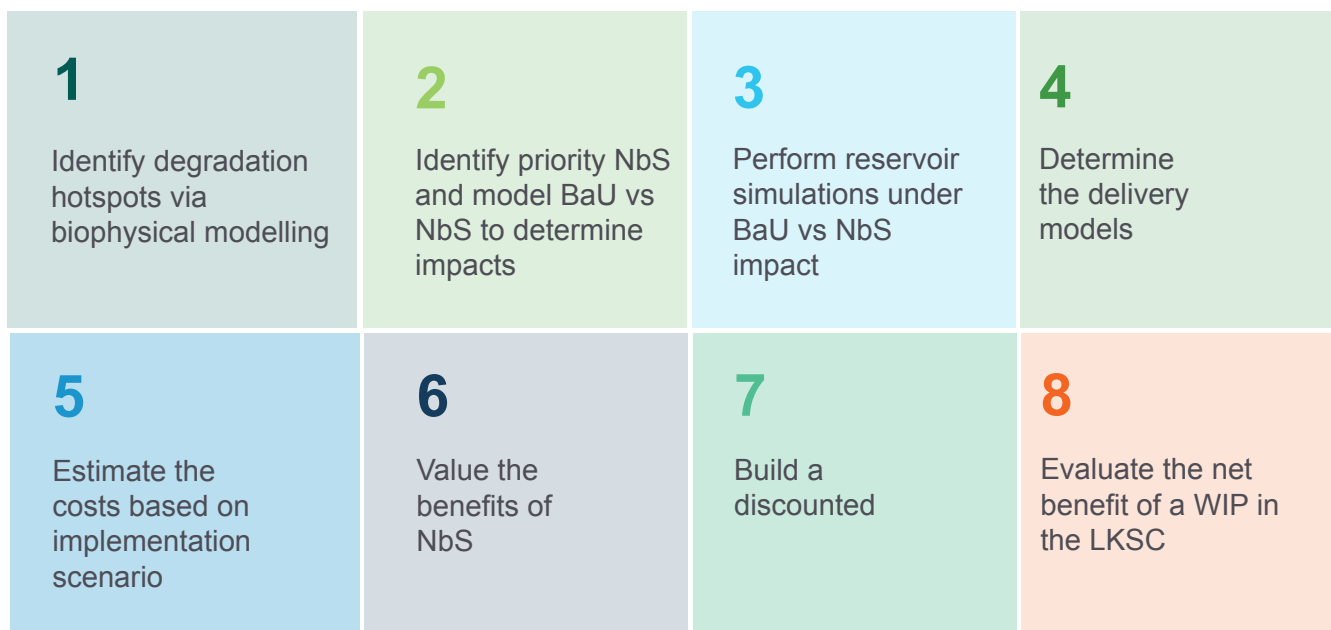 1
Identify degradation
hotspots via
biophysical modelling
2
Identify priority NbS
and model BaU vs
NbS to determine
impacts
3
Perform reservoir
simulations under
BaU vs NbS
impact
4
Determine
the delivery
models
5
Estimate the
costs based on
implementation
scenario
6
Value the
benefits of
NbS
7
Build a
discounted
8
Evaluate the net
benefit of a WIP in
the LKSC